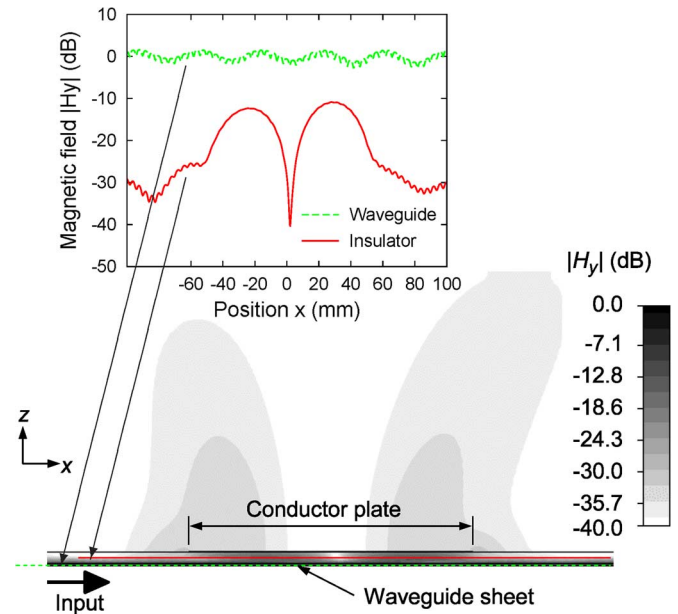 10
0
-10
-20
-30
-40
-50
Magnetic field |Hy| (dB)
Waveguide
Insulator
-60 -40 -20 0 20 40 60 80 100
Position x (mm)
|Hy| (dB)
0.0
-7.1
-12.8
-18.6
-24.3
-30.0
-35.7
-40.0
z
x
Conductor plate
Input
Waveguide sheet